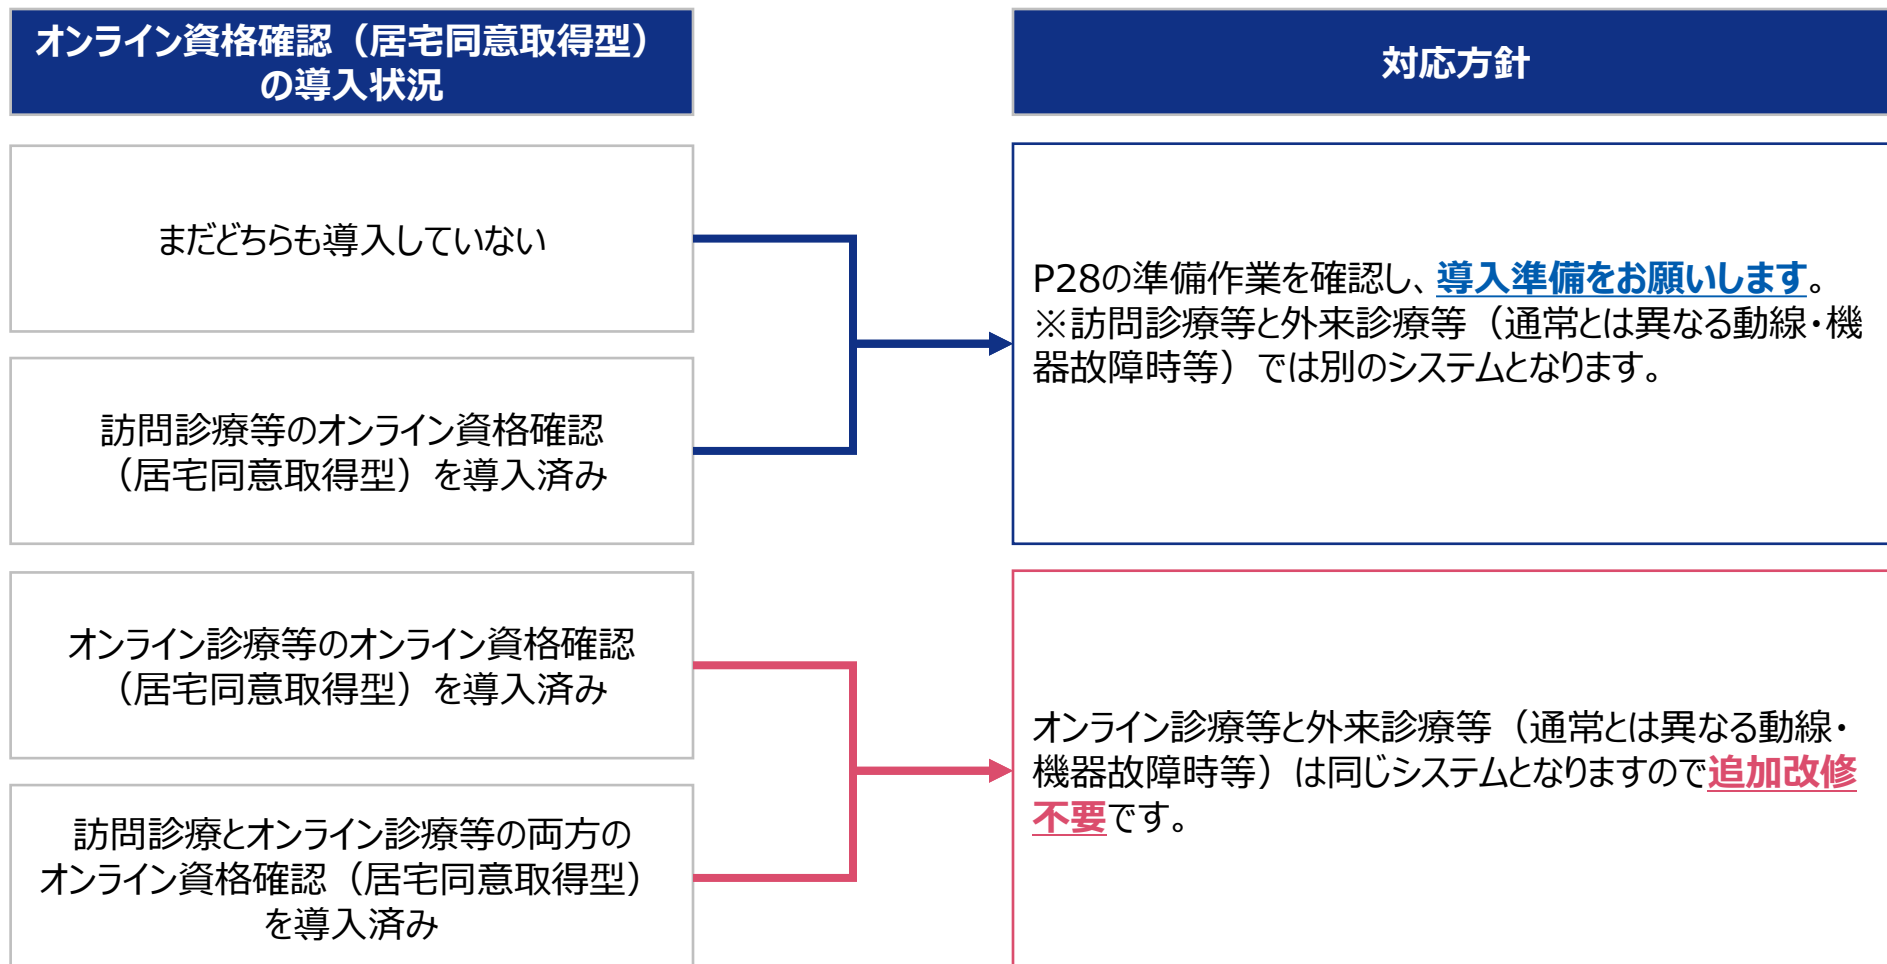 オンライン資格確認（居宅同意取得型）
の導入状況
対応方針
まだどちらも導入していない
訪問診療等のオンライン資格確認
（居宅同意取得型）を導入済み
P28の準備作業を確認し、導入準備をお願いします。
※訪問診療等と外来診療等（通常とは異なる動線・機
器故障時等）では別のシステムとなります。
オンライン診療等のオンライン資格確認
（居宅同意取得型）を導入済み
訪問診療とオンライン診療等の両方の
オンライン資格確認（居宅同意取得型）
を導入済み
オンライン診療等と外来診療等（通常とは異なる動線・
機器故障時等）は同じシステムとなりますので追加改修
不要です。